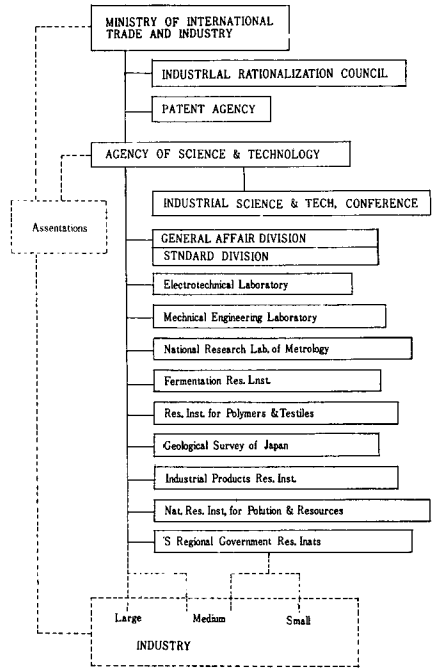 MINISTRY OF INTERNATIONAL
TRADE AND INDUSTRY
INDUSTRLAL RATIONALIZATION COUNCIL
PATENT AGENCY
AGENCY OF SCIENCE & TECHNOLOGY
INDUSTRIAL SCIENCE & TECH, CONFERENCE
Assentations
GENERAL AFFAIR DIVISION
STNDARD DIVISION
Electrotechnical Laboratory
Mechnical Engineering Laboratory
National Research Lab. of Metrology
Fermentation Res. Lnst.
Res. Inst. for Polymers & Testiles
Geological Survey of Japan
Industrial Products Res. Inst.
Nat. Res. Inst, for Polution & Resources
'S Regional Government Res. Inats
Large Medium Small
INDUSTRY